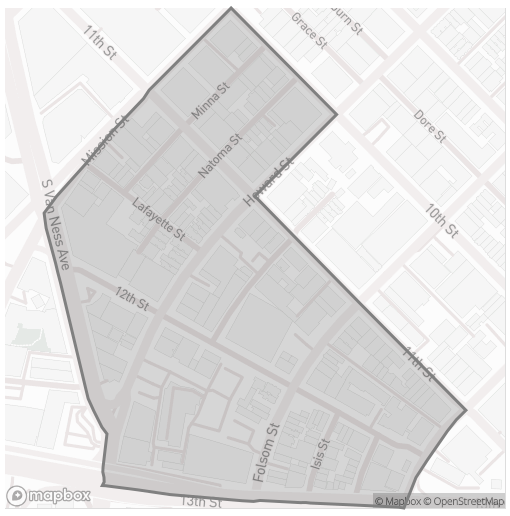 urn St
Grace St
11th St
Minna St
Dore St
Mission St
Natoma St
Howard St
S Van Ness Ave
Lafayette St
10th St
12th St
11th St
Folsom St
Isis St
mapbox
13th St
© Mapbox © OpenStreetMap